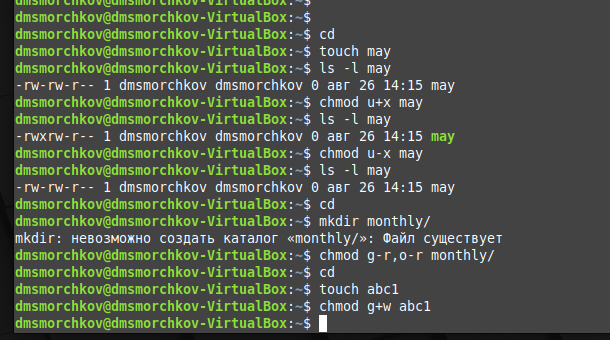 dmsmorchkov@dmsmorchkov-VirtualBox:~$
dmsmorchkov@dmsmorchkov-VirtualBox:~$
dmsmorchkov@dmsmorchkov-VirtualBox:~$ cd
dmsmorchkov@dmsmorchkov-VirtualBox:~$ touch may
dmsmorchkov@dmsmorchkov-VirtualBox:~$ ls -l may
-rw-rw-r-- 1 dmsmorchkov dmsmorchkov 0 авг 26 14:15 may
dmsmorchkov@dmsmorchkov-VirtualBox:~$ chmod u+x may
dmsmorchkov@dmsmorchkov-VirtualBox:~$ ls -l may
-rwxrw-r-- 1 dmsmorchkov dmsmorchkov 0 авг 26 14:15 may
dmsmorchkov@dmsmorchkov-VirtualBox:~$ chmod u-x may
dmsmorchkov@dmsmorchkov-VirtualBox:~$ ls -l may
-rw-rw-r-- 1 dmsmorchkov dmsmorchkov 0 авг 26 14:15 may
dmsmorchkov@dmsmorchkov-VirtualBox:~$ cd
dmsmorchkov@dmsmorchkov-VirtualBox:~$ mkdir monthly/
mkdir: невозможно создать каталог «monthly/»: Файл существует
dmsmorchkov@dmsmorchkov-VirtualBox:~$ chmod g-r,o-r monthly/
dmsmorchkov@dmsmorchkov-VirtualBox:~$ cd
dmsmorchkov@dmsmorchkov-VirtualBox:~$ touch abc1
dmsmorchkov@dmsmorchkov-VirtualBox:~$ chmod g+w abc1
dmsmorchkov@dmsmorchkov-VirtualBox:~$